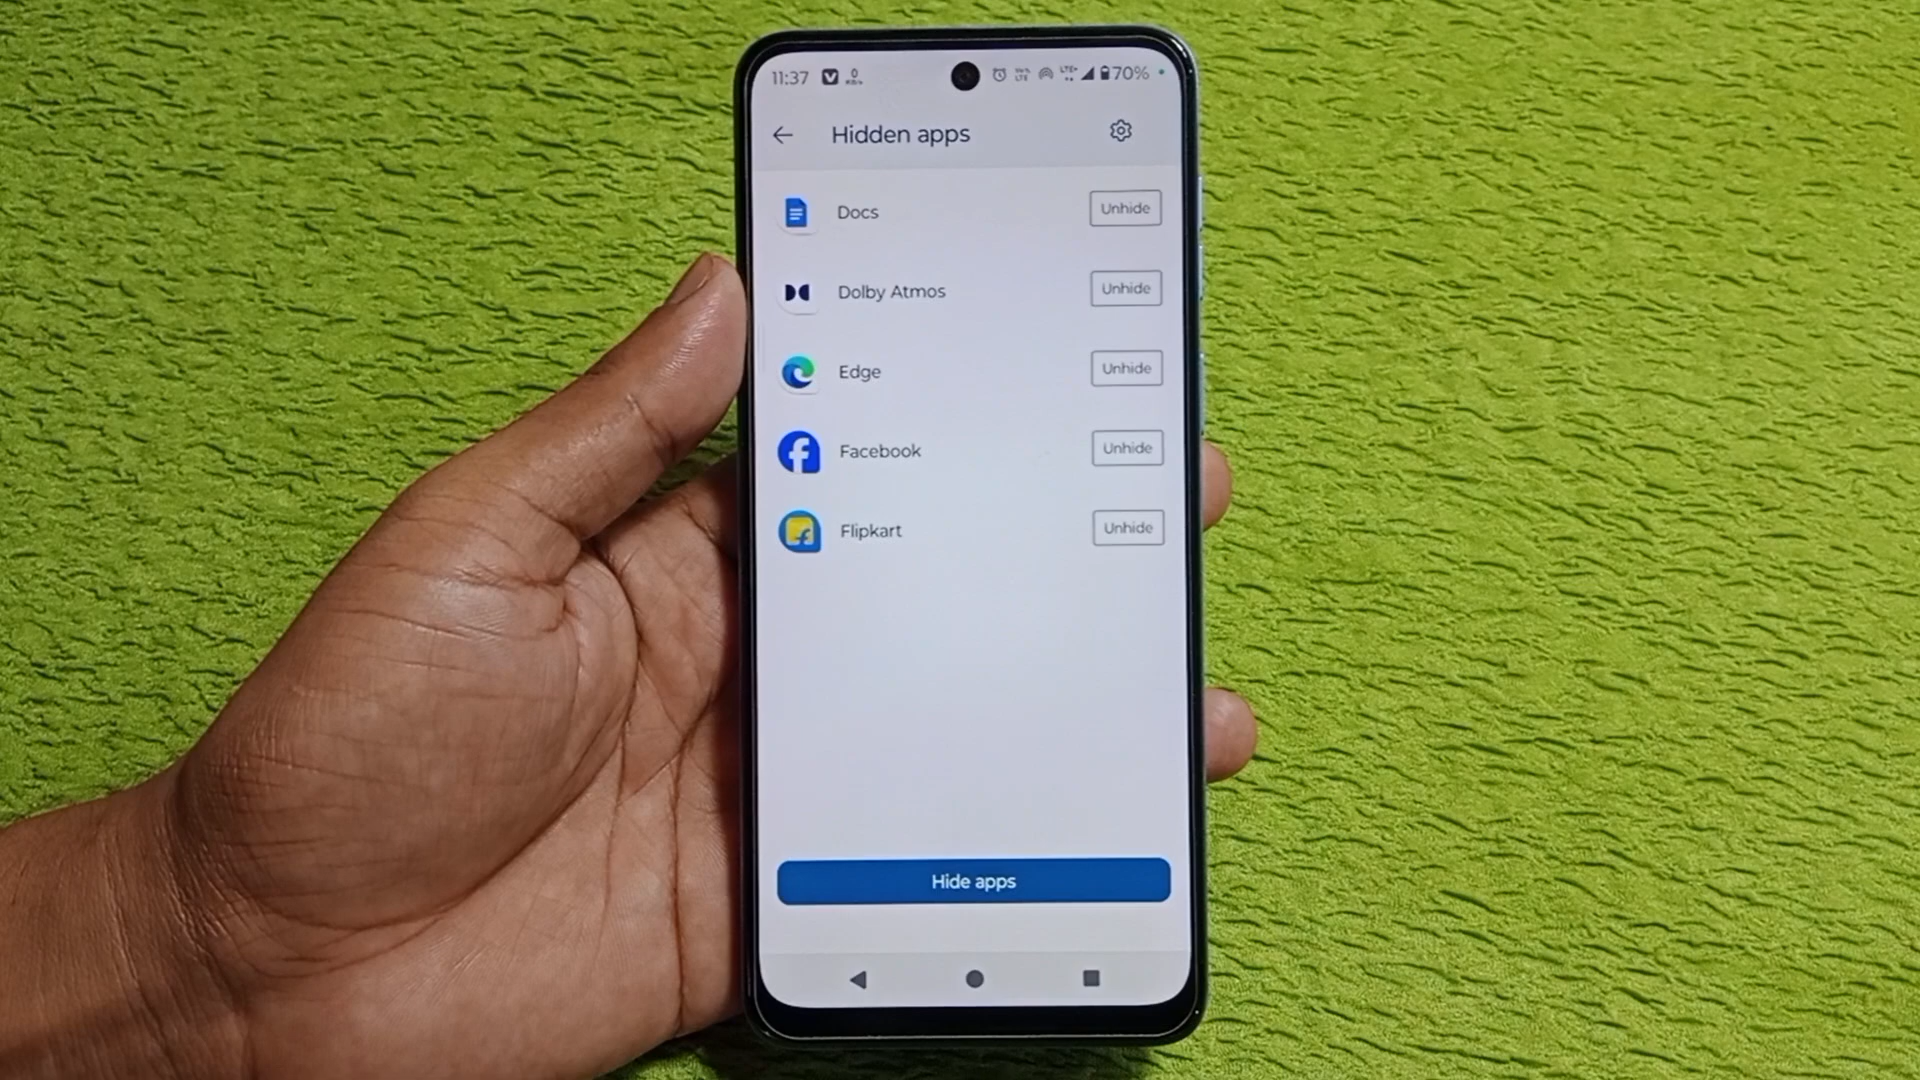 11:37 70%
Hidden apps
Docs Unhide
Dolby Atmos Unhide
Edge Unhide
Facebook Unhide
Flipkart Unhide
Hide apps